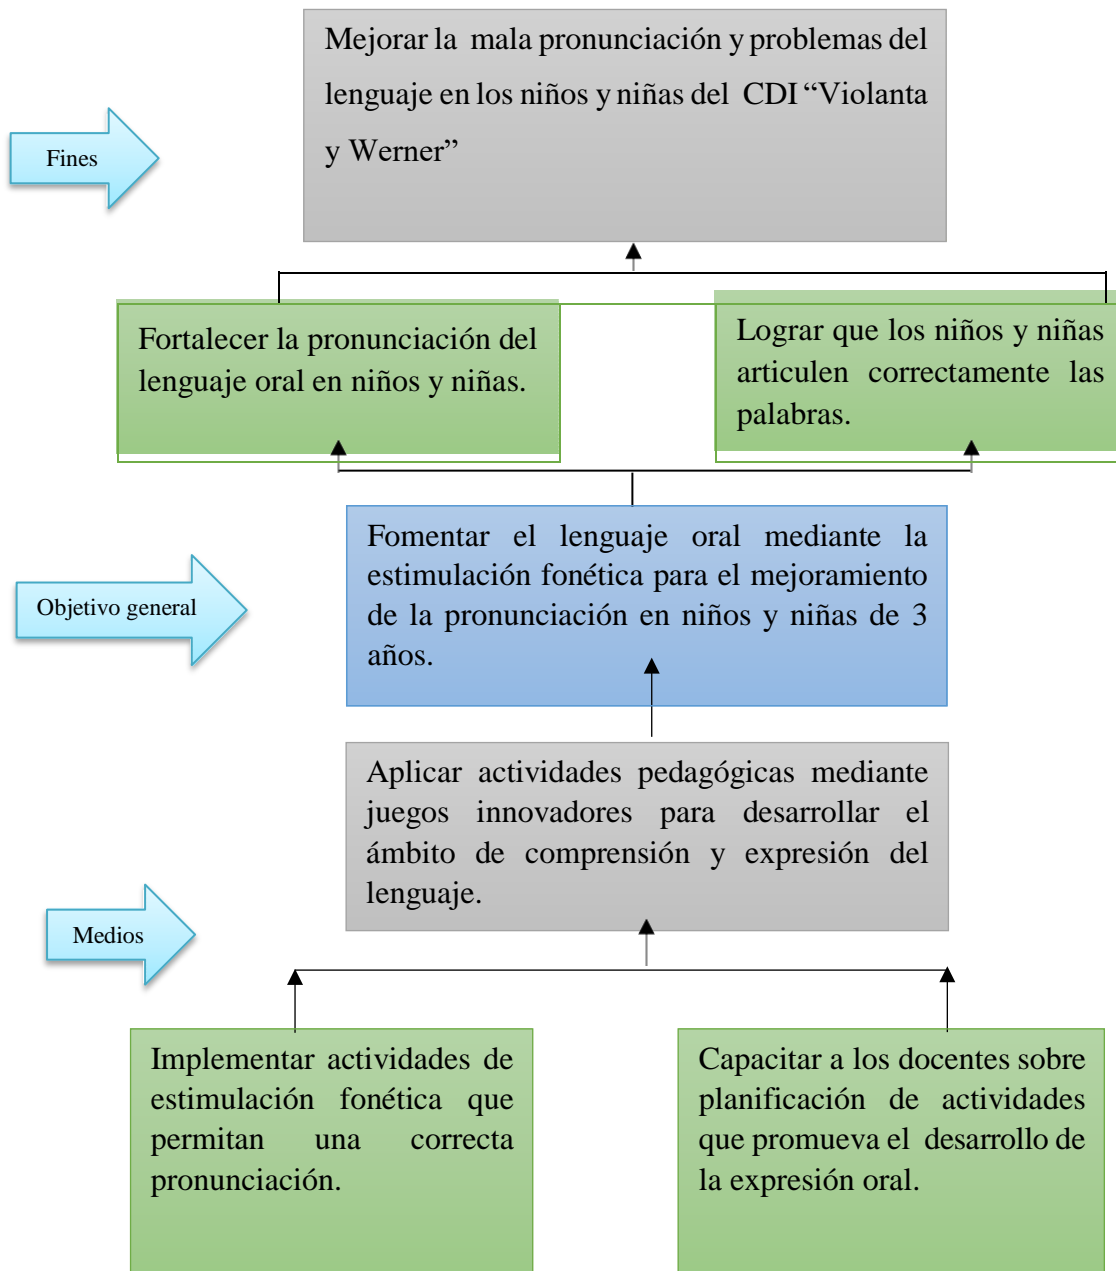 Mejorar la mala pronunciación y problemas del
lenguaje en los niños y niñas del CDI “Violanta
y Werner”
Fines
Fortalecer la pronunciación del
lenguaje oral en niños y niñas.
Lograr que los niños y niñas
articulen correctamente las
palabras.
Fomentar el lenguaje oral mediante la
estimulación fonética para el mejoramiento
de la pronunciación en niños y niñas de 3
años.
Objetivo general
Aplicar actividades pedagógicas mediante
juegos innovadores para desarrollar el
ámbito de comprensión y expresión del
lenguaje.
Medios
Implementar actividades de
estimulación fonética que
permitan una correcta
pronunciación.
Capacitar a los docentes sobre
planificación de actividades
que promueva el desarrollo de
la expresión oral.